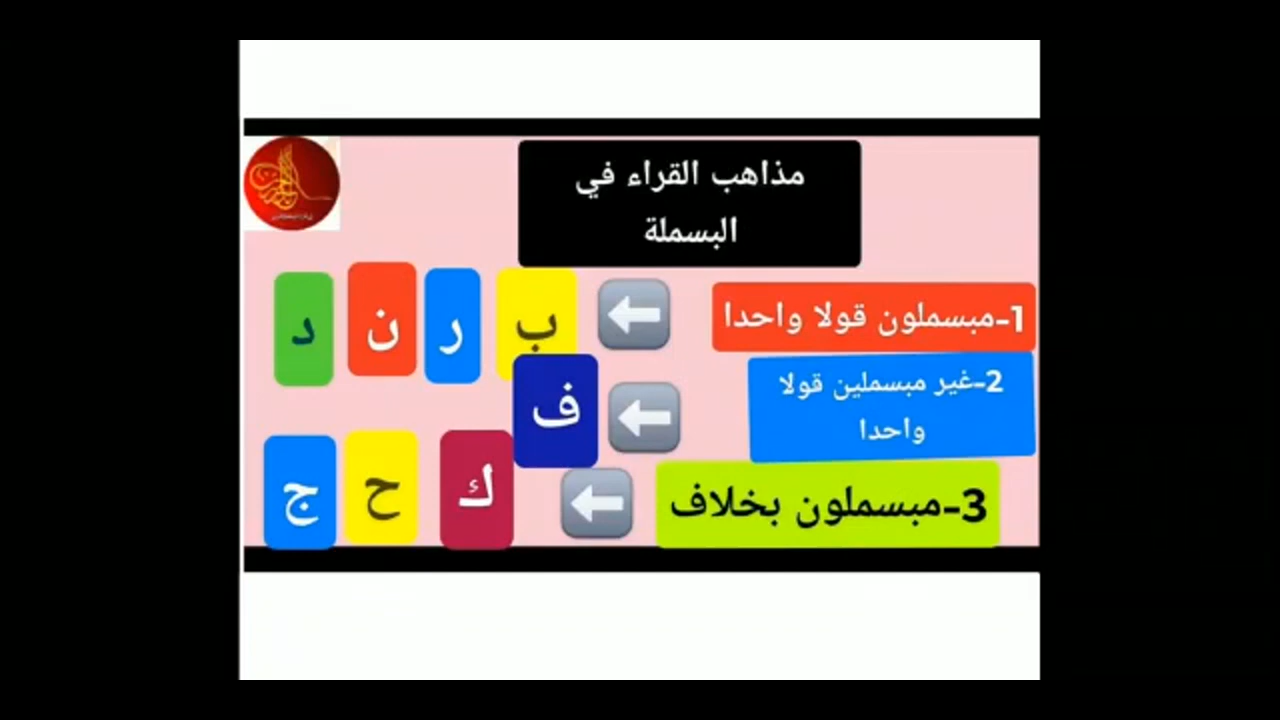 مذاهب القراء في
البسملة
1-مبسملون قولا واحدا
ب ر ن د
2-غير مبسملين قولا
واحدا
ف
3-مبسملون بخلاف
ك ح ج